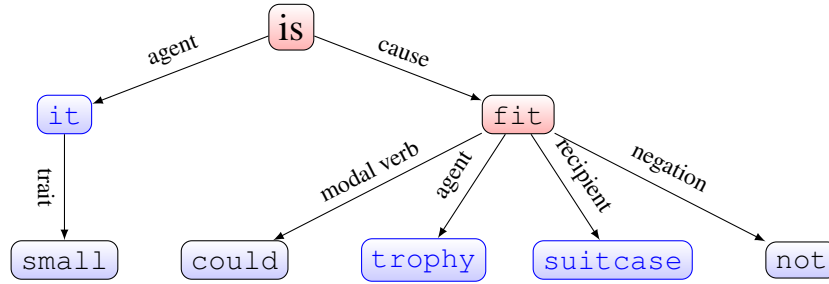 is
agent
cause
it
fit
trait
modal verb
agent
recipient
negation
small
could
trophy
suitcase
not